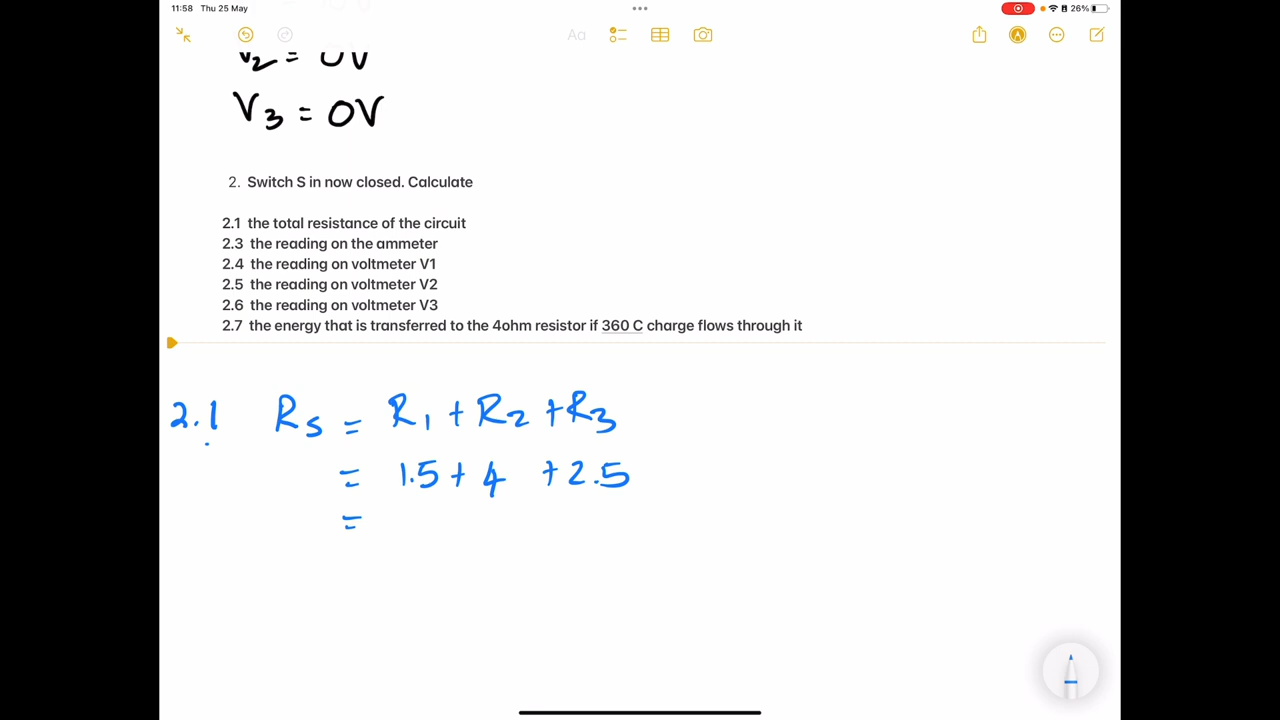 11:58 Thu 25 May 26%
Aa
V2 = 0V
V3 = 0V
2. Switch S in now closed. Calculate
2.1 the total resistance of the circuit
2.3 the reading on the ammeter
2.4 the reading on voltmeter V1
2.5 the reading on voltmeter V2
2.6 the reading on voltmeter V3
2.7 the energy that is transferred to the 4ohm resistor if 360 C charge flows through it
2.1 Rs = R1 + R2 + R3
= 1.5 + 4 + 2.5
=